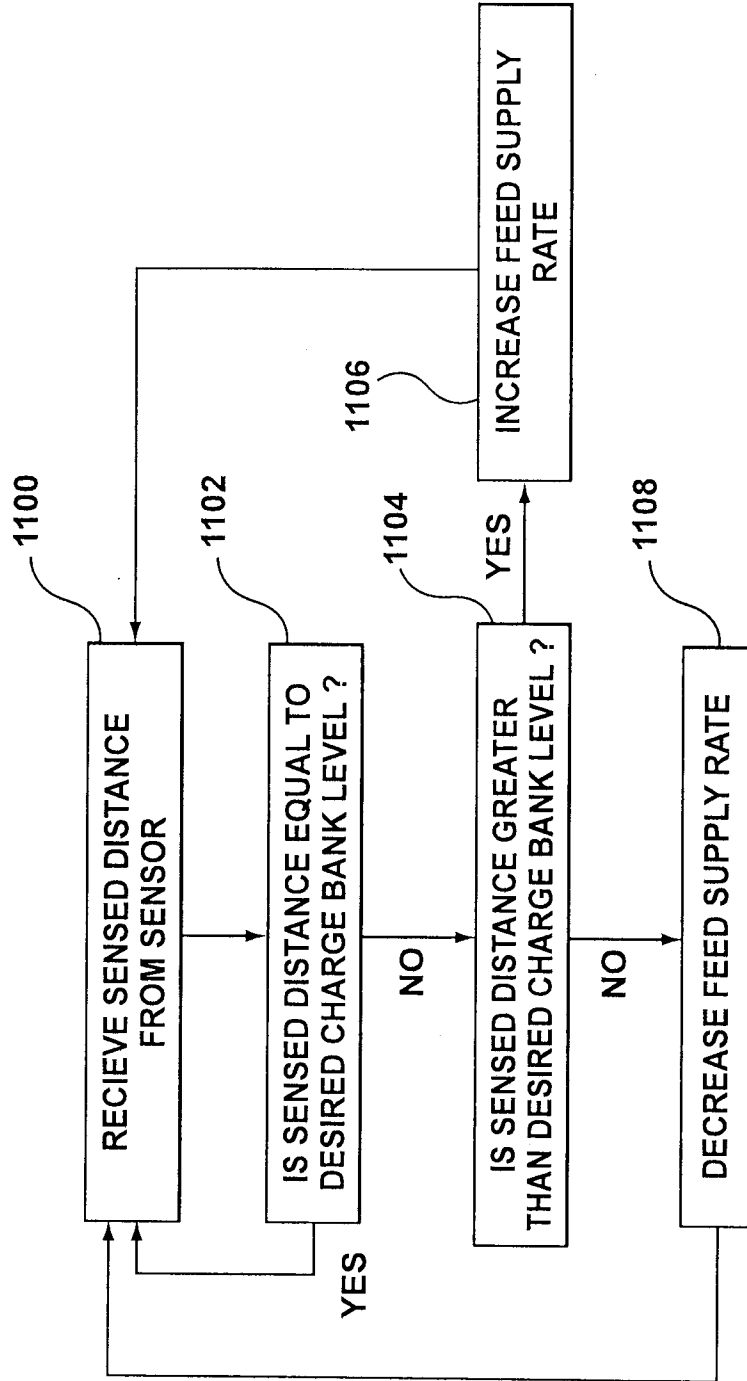 1100
RECIEVE SENSED DISTANCE
FROM SENSOR
1102
IS SENSED DISTANCE EQUAL TO
DESIRED CHARGE BANK LEVEL ?
YES
NO
1104
IS SENSED DISTANCE GREATER
THAN DESIRED CHARGE BANK LEVEL ?
YES
1106
INCREASE FEED SUPPLY
RATE
NO
1108
DECREASE FEED SUPPLY RATE